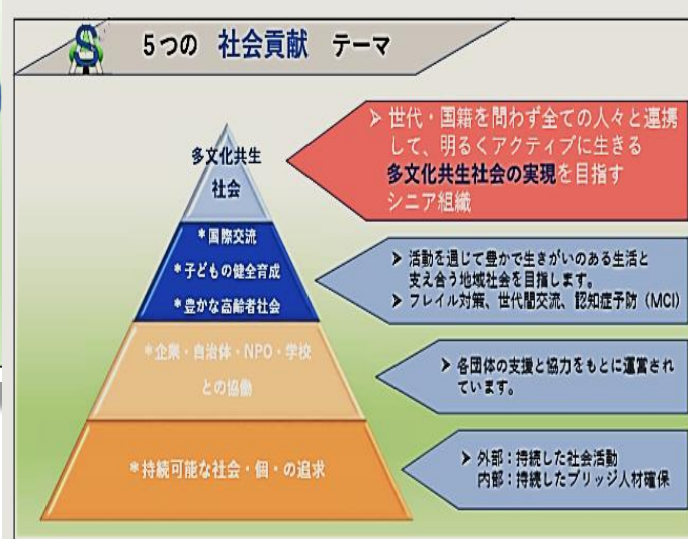 S
5つの 社会貢献 テーマ
多文化共生
社会
*国際交流
*子どもの健全育成
*豊かな高齢者社会
*企業・自治体・NPO・学校
との協働
*持続可能な社会・個・の追求
➤ 世代・国籍を問わず全ての人々と連携
して、明るくアクティブに生きる
多文化共生社会の実現を目指す
シニア組織
➤ 活動を通じて豊かで生きがいのある生活と
支え合う地域社会を目指します。
➤ フレイル対策、世代間交流、認知症予防（MCI）
➤ 各団体の支援と協力をもとに運営され
ています。
➤ 外部：持続した社会活動
内部：持続したブリッジ人材確保